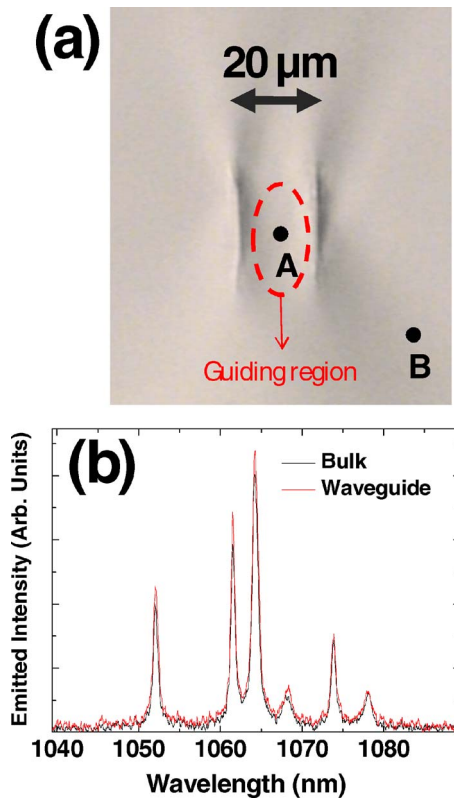 (a)
20 µm
A
B
Guiding region
(b)
Bulk
Waveguide
Emitted Intensity (Arb. Units)
1040 1050 1060 1070 1080
Wavelength (nm)